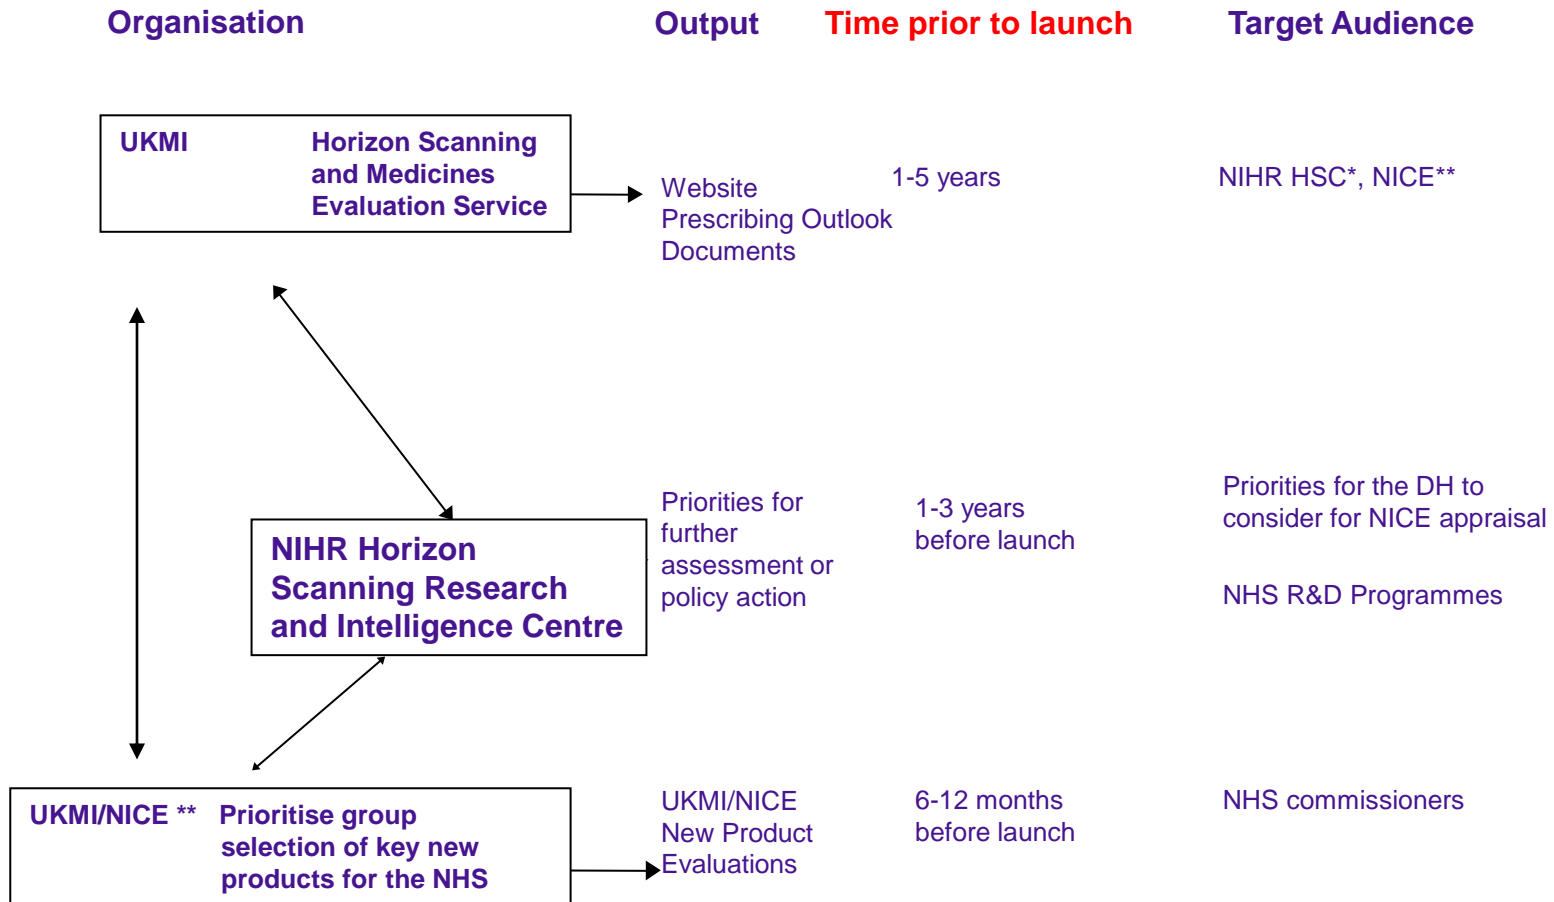 Organisation Output Time prior to launch Target Audience
UKMI Horizon Scanning
and Medicines
Evaluation Service
Website
Prescribing Outlook
Documents
1-5 years
NIHR HSC*, NICE**
NIHR Horizon
Scanning Research
and Intelligence Centre
Priorities for
further
assessment or
policy action
1-3 years
before launch
Priorities for the DH to
consider for NICE appraisal
NHS R&D Programmes
UKMI/NICE ** Prioritise group
selection of key new
products for the NHS
UKMI/NICE
New Product
Evaluations
6-12 months
before launch
NHS commissioners